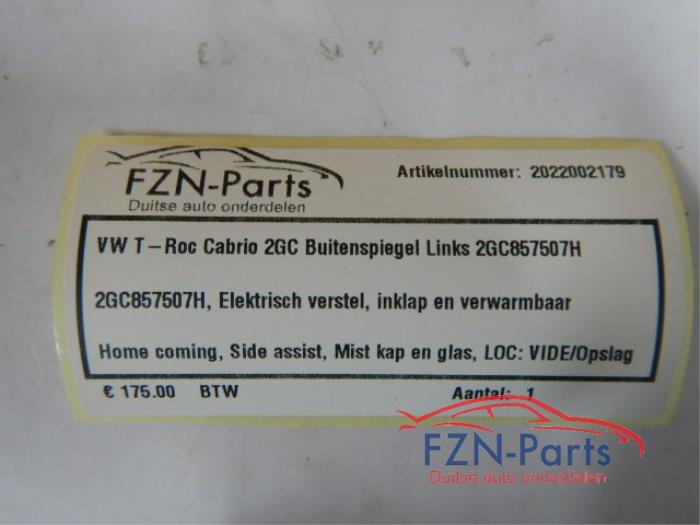 FZN-Parts
Duitse auto onderdelen
Artikelnummer: 2022002179
VW T-Roc Cabrio 2GC Buitenspiegel Links 2GC857507H
2GC857507H, Elektrisch verstel, inklap en verwarmbaar
Home coming, Side assist, Mist kap en glas, LOC: VIDE/Opslag
€ 175.00 BTW Aantal: 1
FZN-Parts
Duitse auto onderdelen